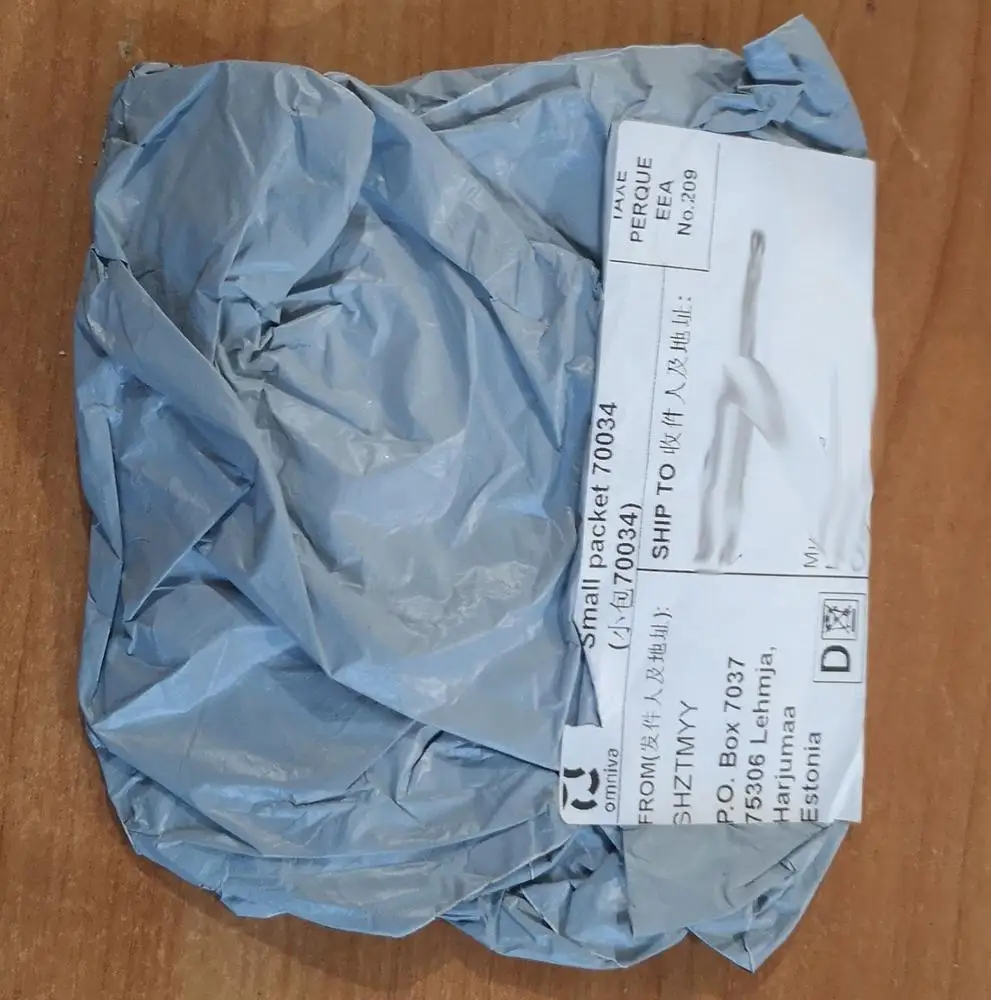 omniva
Small packet 70034
(小包70034)
TAXE
PERQUE
EEA
No.209
FROM(发件人及地址):
SHZTMYY
P.O. Box 7037
75306 Lehmja,
Harjumaa
Estonia
D
SHIP TO 收件人及地址: